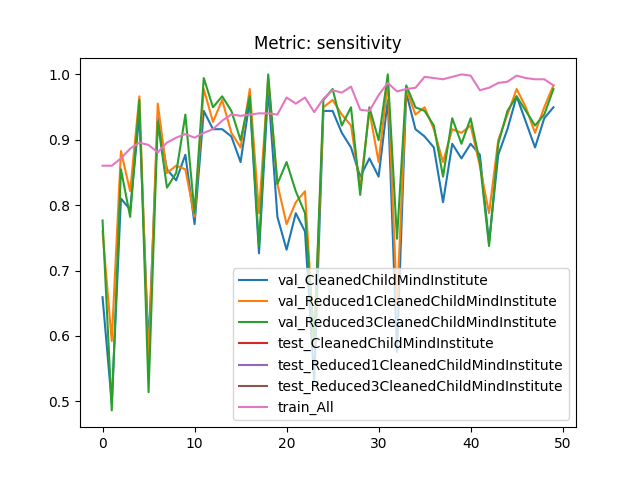 Metric: sensitivity
1.0
0.9
0.8
0.7
0.6
0.5
val_CleanedChildMindInstitute
val_Reduced1CleanedChildMindInstitute
val_Reduced3CleanedChildMindInstitute
test_CleanedChildMindInstitute
test_Reduced1CleanedChildMindInstitute
test_Reduced3CleanedChildMindInstitute
train_All
0 10 20 30 40 50